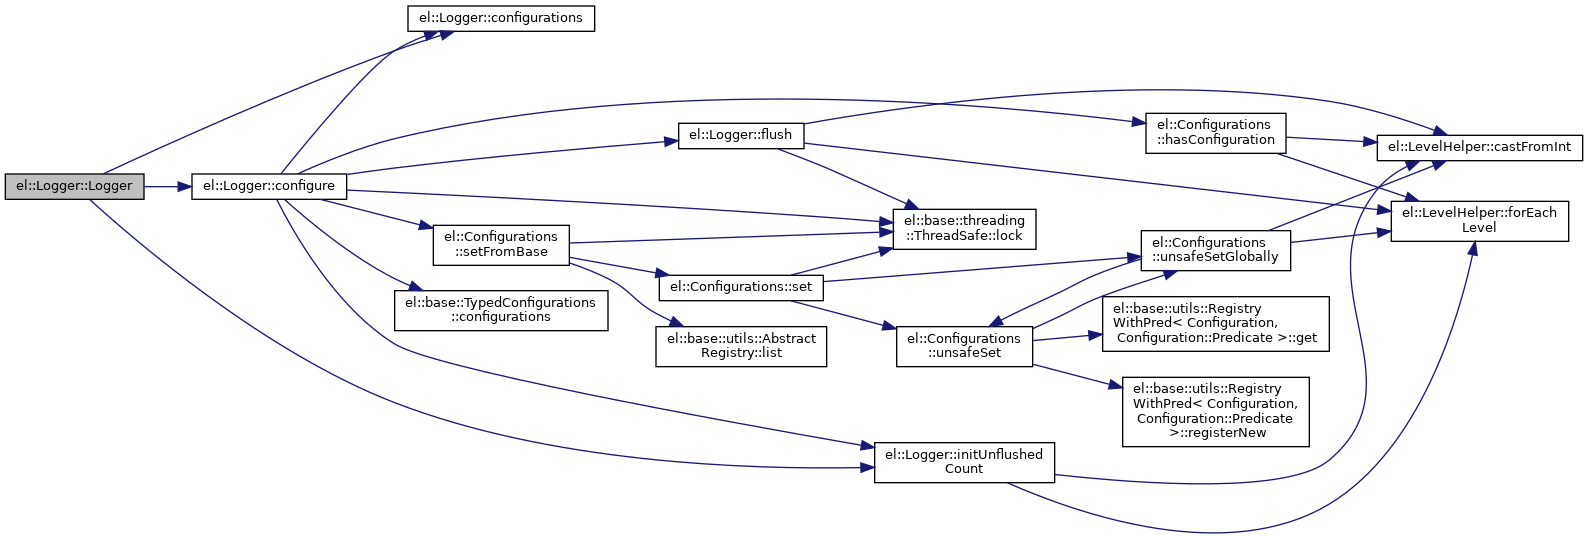 el::Logger::configurations
el::Logger::flush
el::Configurations
::hasConfiguration
el::LevelHelper::castFromInt
el::Logger::Logger
el::Logger::configure
el::base::threading
::ThreadSafe::lock
el::LevelHelper::forEach
Level
el::Configurations
::setFromBase
el::Configurations
::unsafeSetGlobally
el::Configurations::set
el::base::TypedConfigurations
::configurations
el::base::utils::Registry
WithPred< Configuration,
Configuration::Predicate >::get
el::base::utils::Abstract
Registry::list
el::Configurations
::unsafeSet
el::base::utils::Registry
WithPred< Configuration,
Configuration::Predicate
>::registerNew
el::Logger::initUnflushed
Count